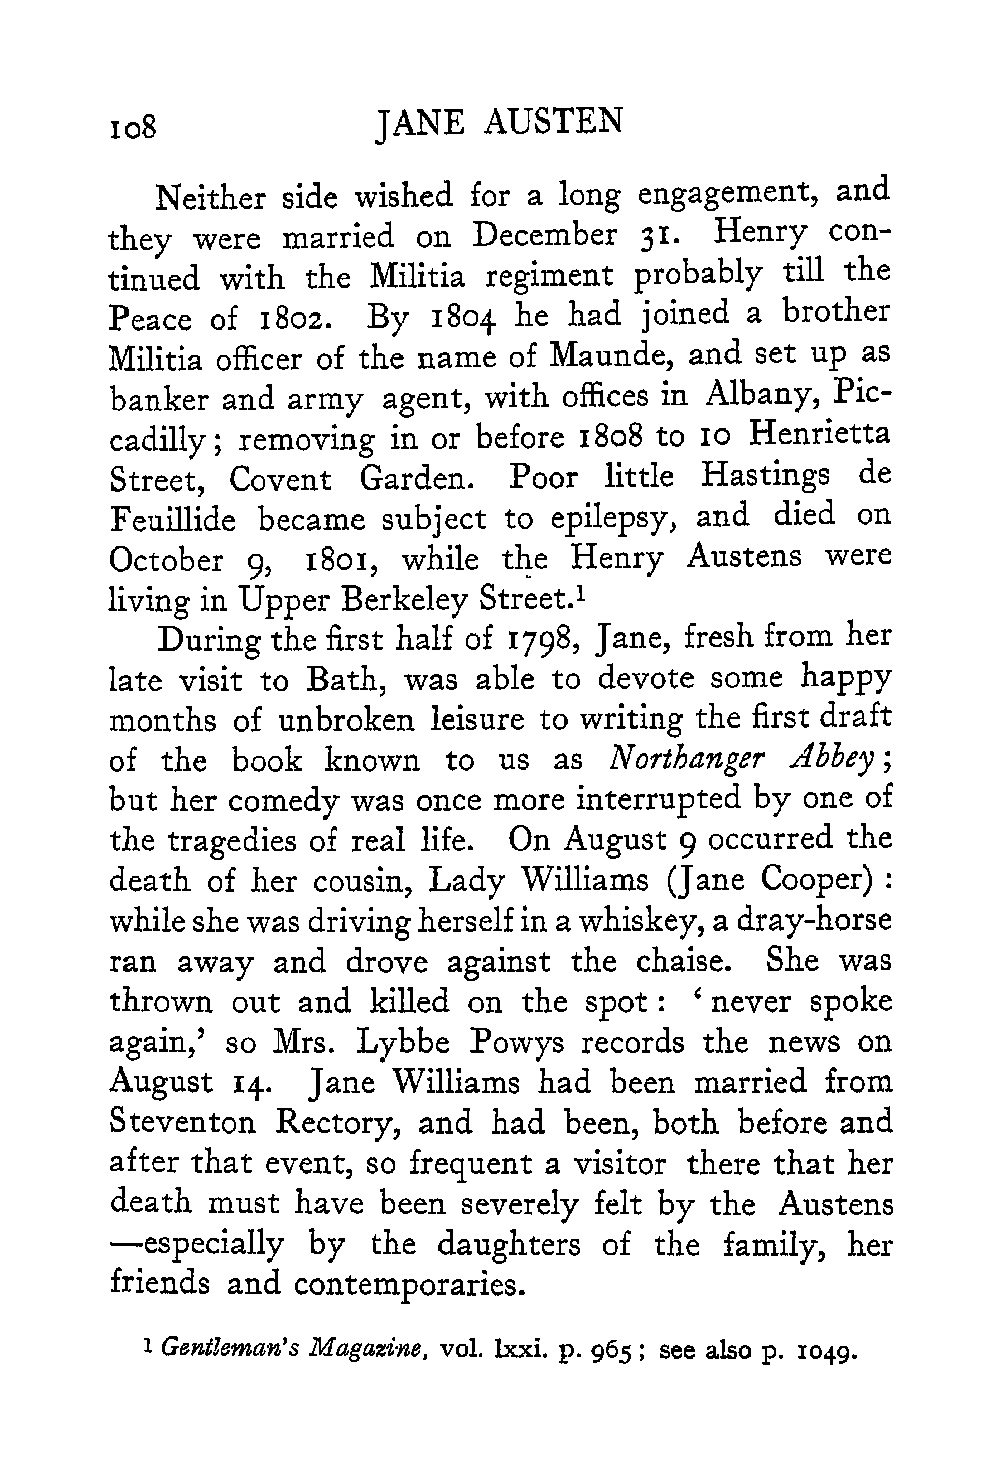 108 JANE AUSTEN
Neither side wished for a long engagement, and
they were married on December 31. Henry con-
tinued with the Militia regiment probably till the
Peace of 1802. By 1804 he had joined a brother
Militia officer of the name of Maunde, and set up as
banker and army agent, with offices in Albany, Pic-
cadilly; removing in or before 1808 to 10 Henrietta
Street, Covent Garden. Poor little Hastings de
Feuillide became subject to epilepsy, and died on
October 9, 1801, while the Henry Austens were
living in Upper Berkeley Street.¹
During the first half of 1798, Jane, fresh from her
late visit to Bath, was able to devote some happy
months of unbroken leisure to writing the first draft
of the book known to us as Northanger Abbey;
but her comedy was once more interrupted by one of
the tragedies of real life. On August 9 occurred the
death of her cousin, Lady Williams (Jane Cooper) :
while she was driving herself in a whiskey, a dray-horse
ran away and drove against the chaise. She was
thrown out and killed on the spot : ‘never spoke
again,’ so Mrs. Lybbe Powys records the news on
August 14. Jane Williams had been married from
Steventon Rectory, and had been, both before and
after that event, so frequent a visitor there that her
death must have been severely felt by the Austens
—especially by the daughters of the family, her
friends and contemporaries.
¹ Gentleman's Magazine, vol. lxxi. p. 965 ; see also p. 1049.